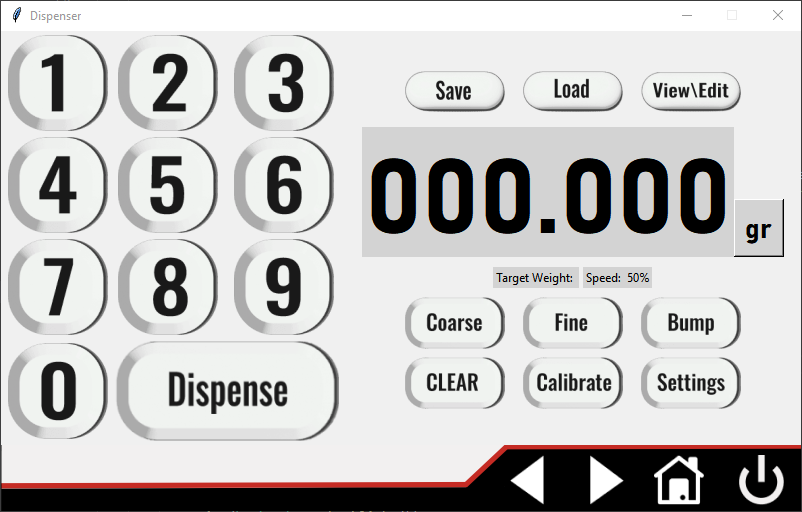 Dispenser
1 2 3
4 5 6
7 8 9
0 Dispense
Save Load View\Edit
000.000 gr
Target Weight: Speed: 50%
Coarse Fine Bump
CLEAR Calibrate Settings